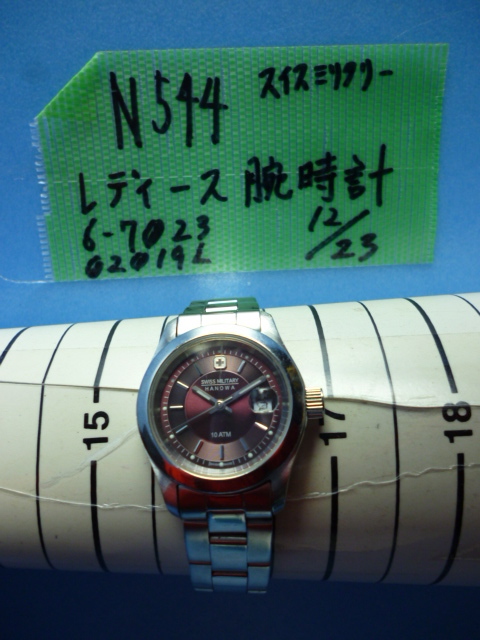 N544 スイスミリタリー
レディース 腕時計
6-7023 12/23
02019L
SWISS MILITARY
HANOWA
10 ATM
15 17 18